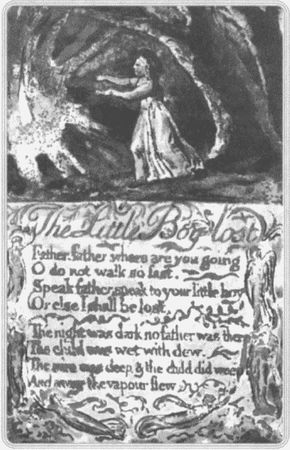 The Little Boy lost
Father, father, where are you going
O do not walk so fast.
Speak father, speak to your little boy
Or else I shall be lost,
The night was dark no father was there
The child was wet with dew.
The mire was deep, & the child did weep
And away the vapour flew